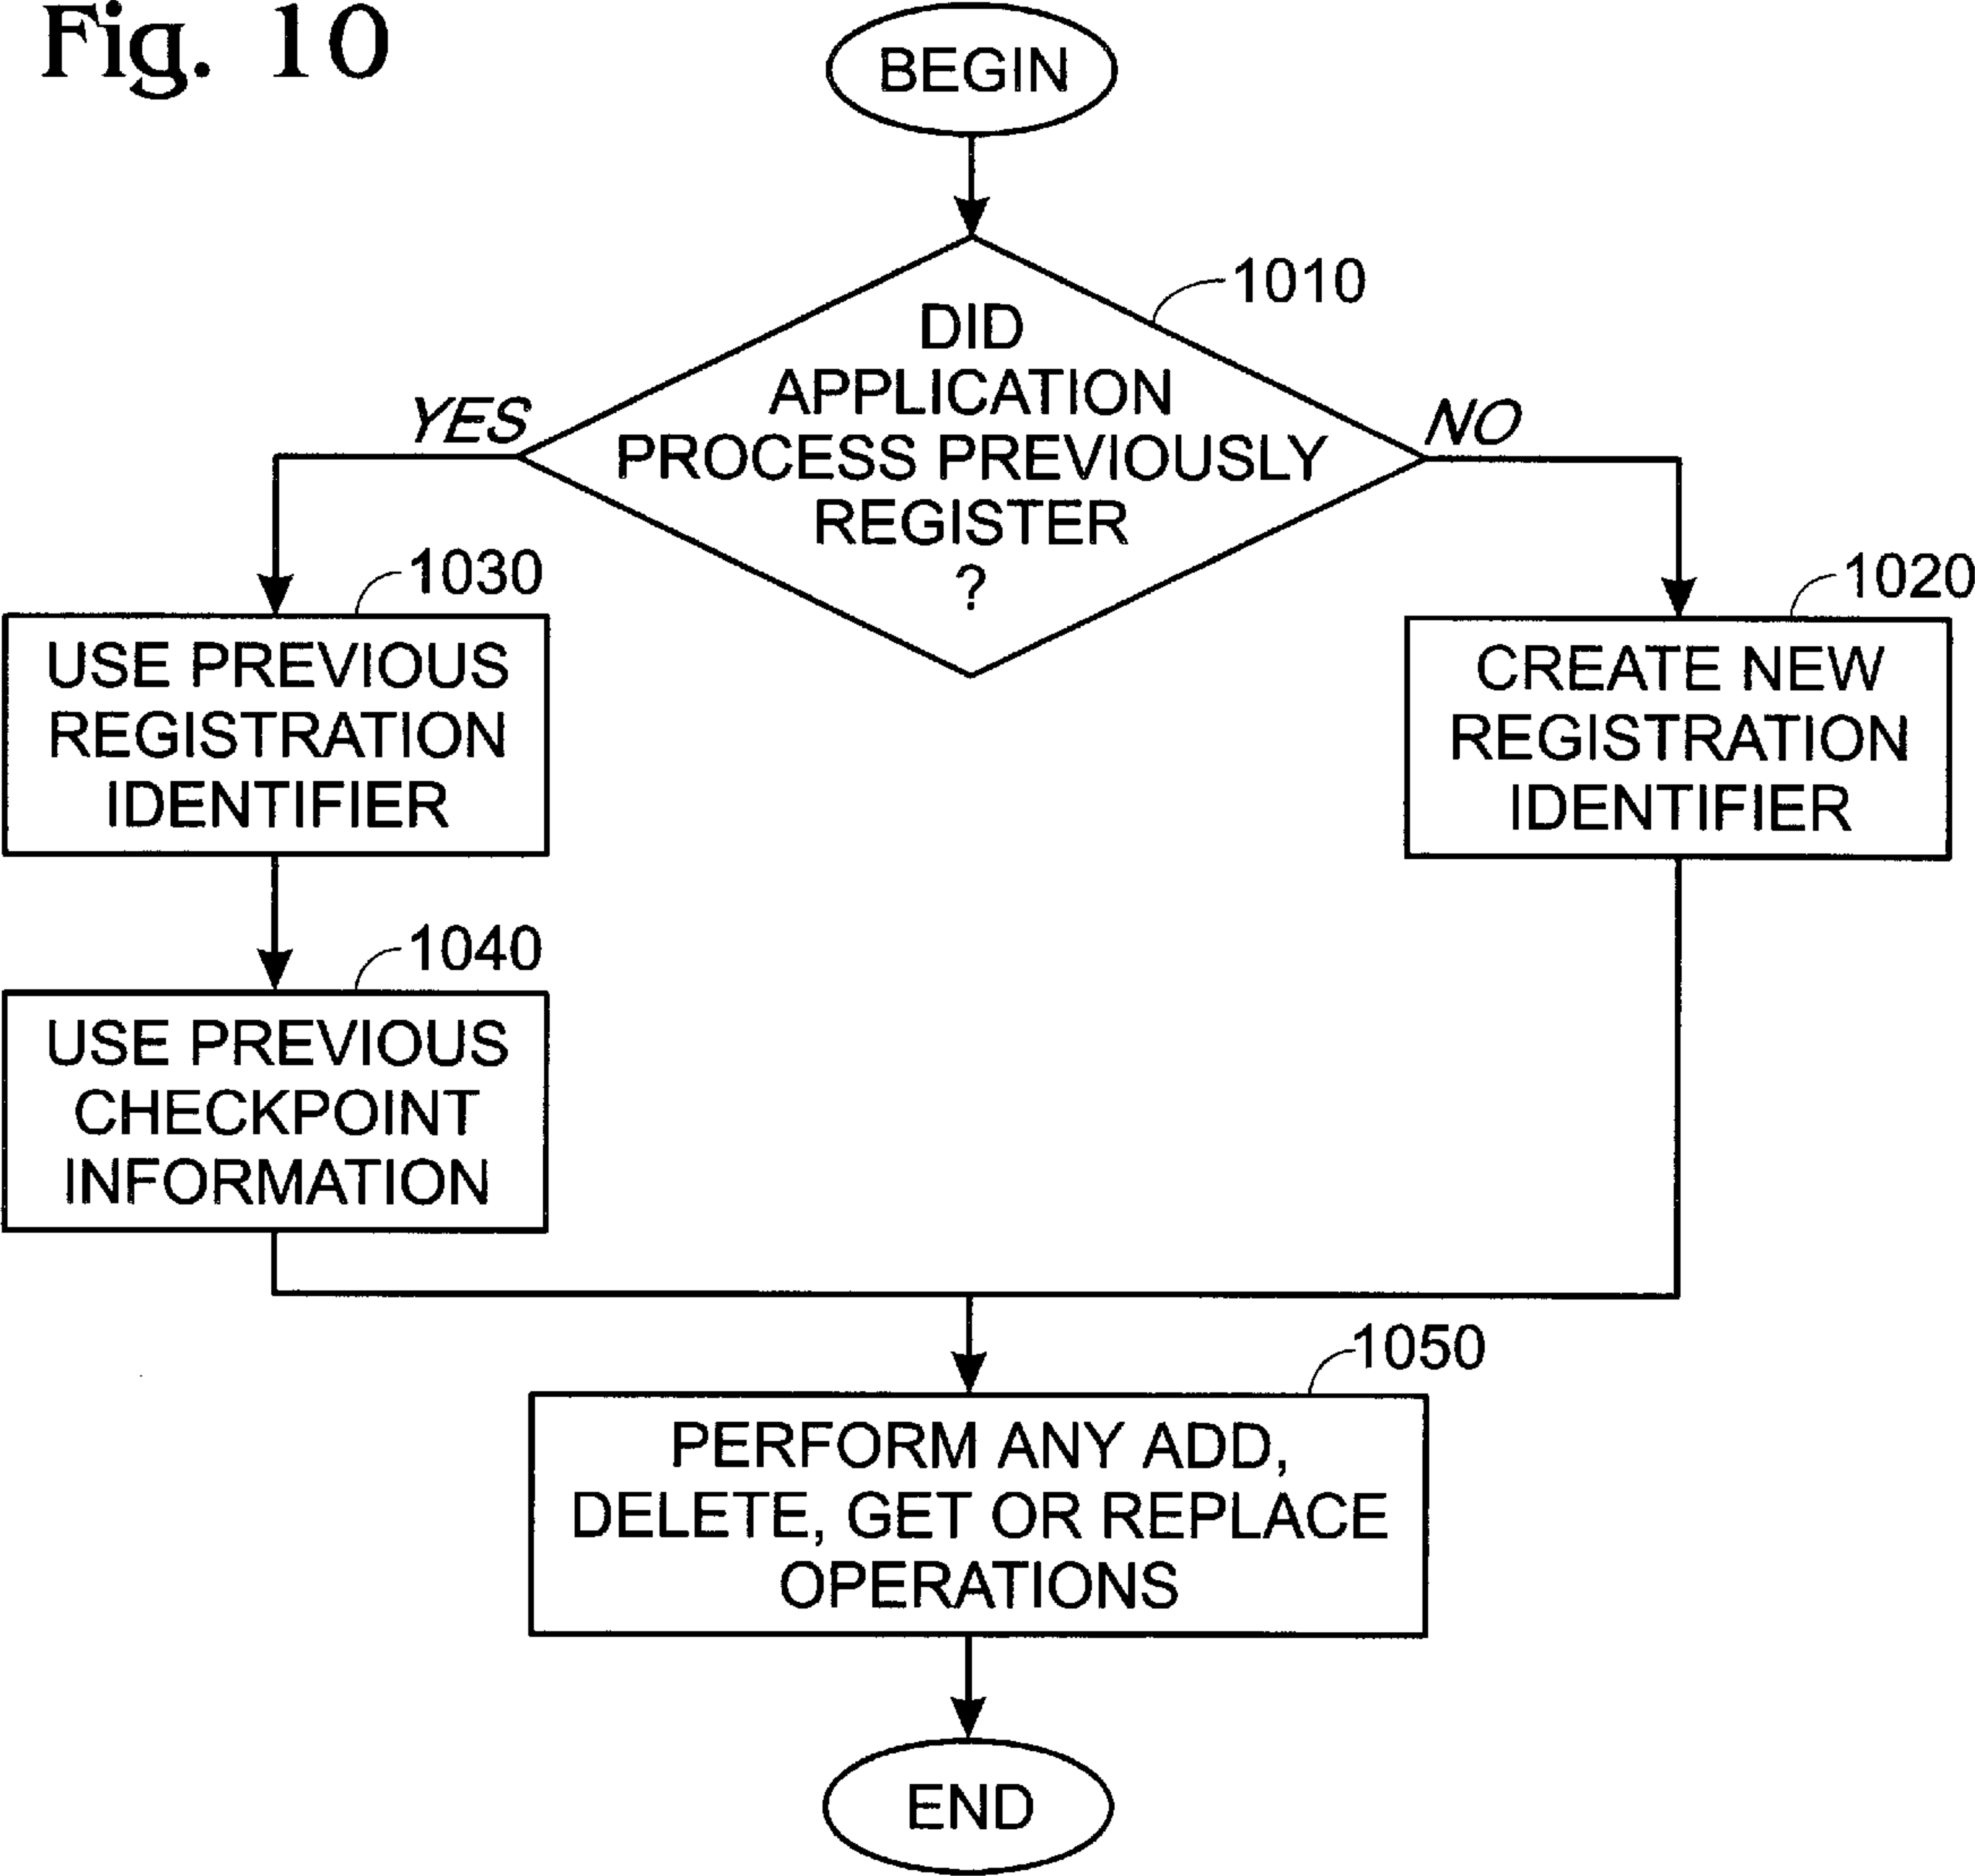 Fig. 10
BEGIN
1010
DID
APPLICATION
PROCESS PREVIOUSLY
REGISTER
?
YES
NO
1030
USE PREVIOUS
REGISTRATION
IDENTIFIER
1020
CREATE NEW
REGISTRATION
IDENTIFIER
1040
USE PREVIOUS
CHECKPOINT
INFORMATION
1050
PERFORM ANY ADD,
DELETE, GET OR REPLACE
OPERATIONS
END